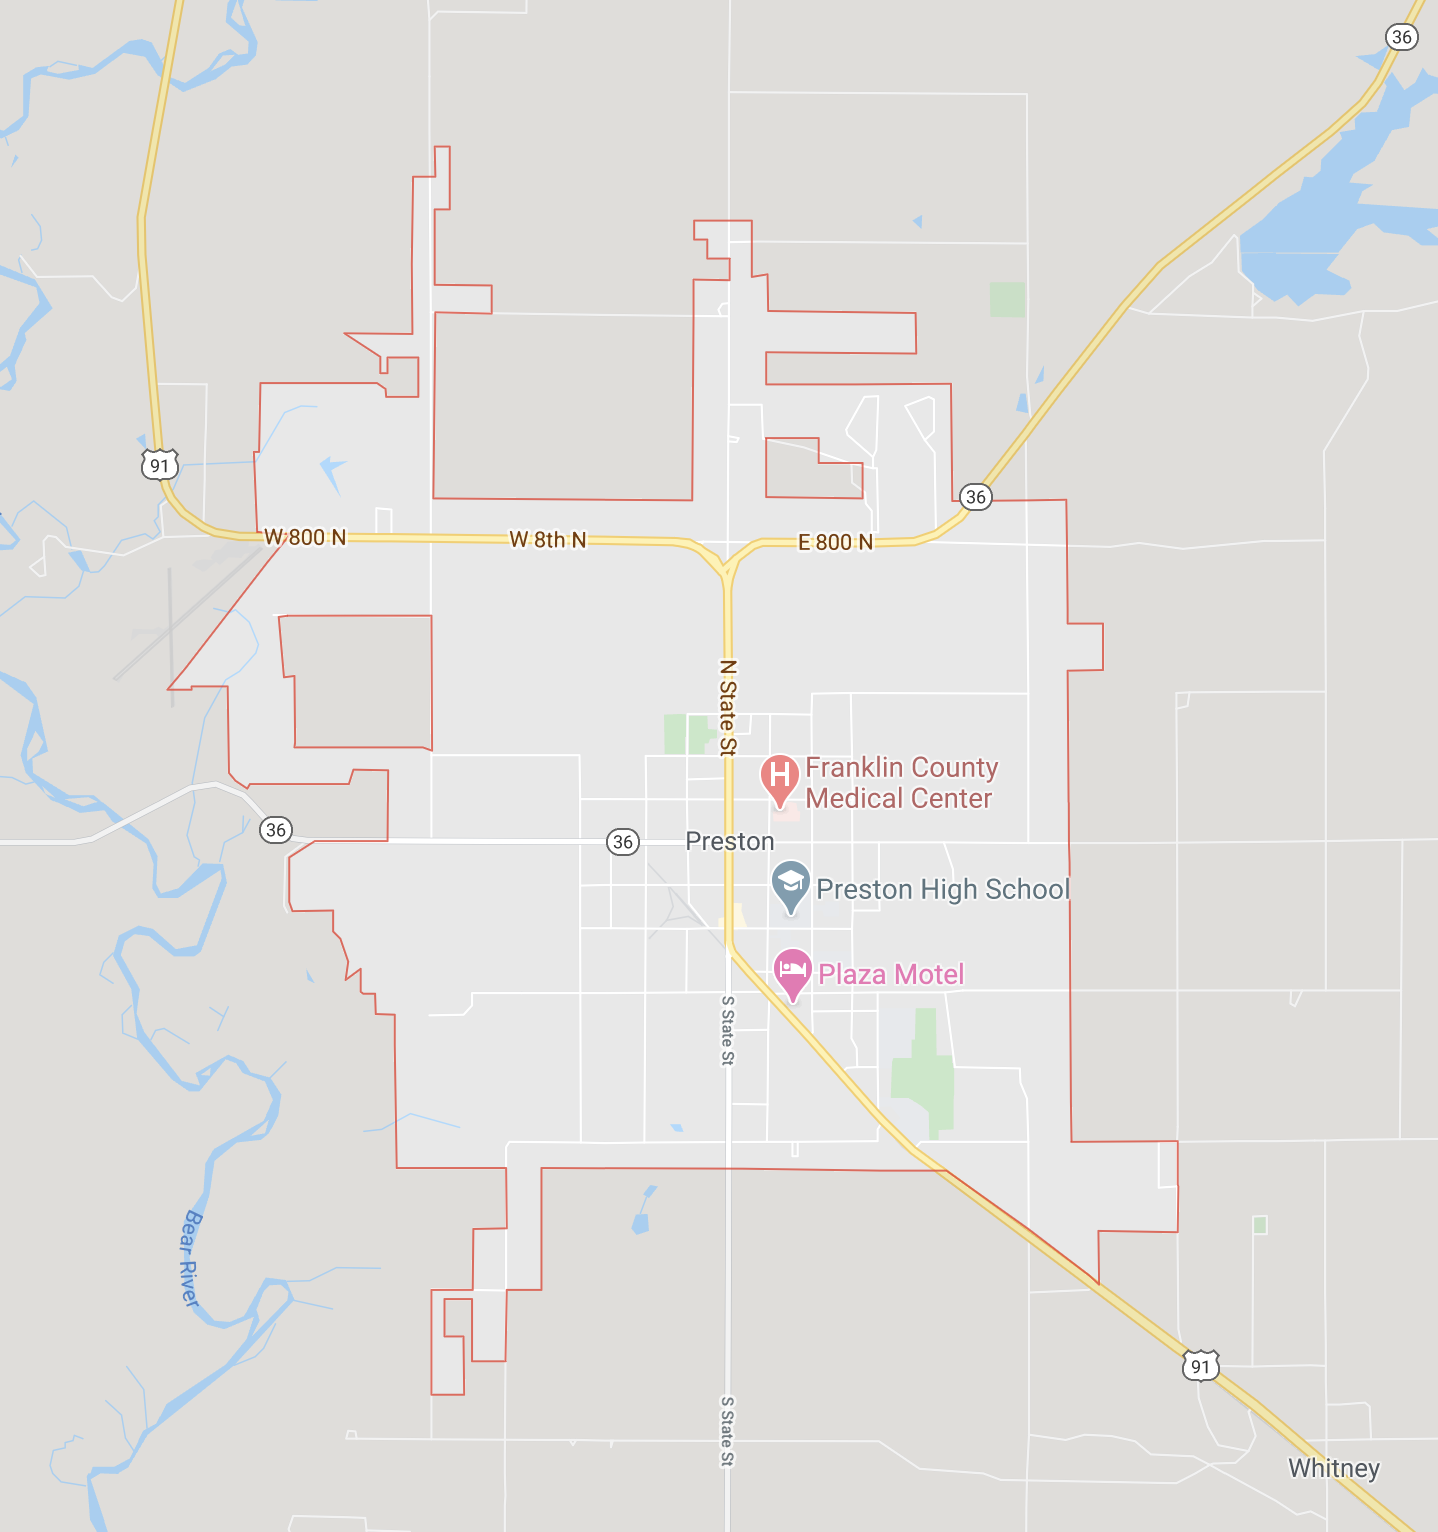 36
91
W 800 N
W 8th N
E 800 N
36
N State St
Franklin County
Medical Center
36
36
Preston
Preston High School
Plaza Motel
S State St
Bear River
91
S State St
Whitney